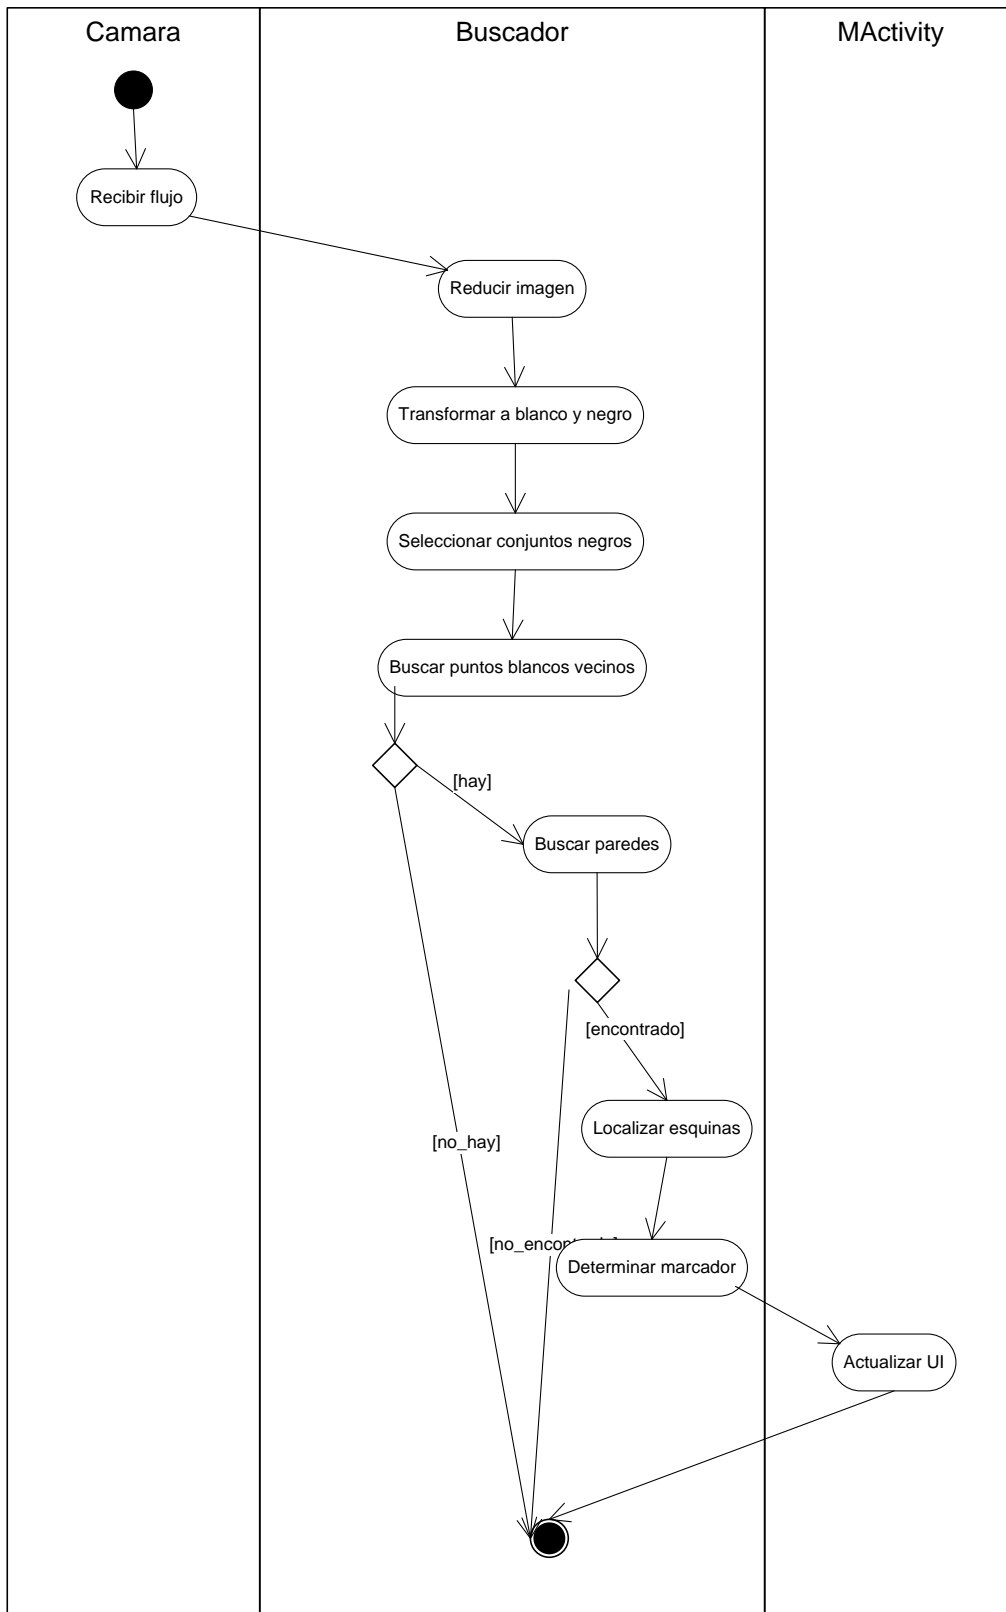 Camara
Buscador
MActivity
Recibir flujo
Reducir imagen
Transformar a blanco y negro
Seleccionar conjuntos negros
Buscar puntos blancos vecinos
[hay]
Buscar paredes
[encontrado]
Localizar esquinas
[no_hay]
Determinar marcador
Actualizar UI